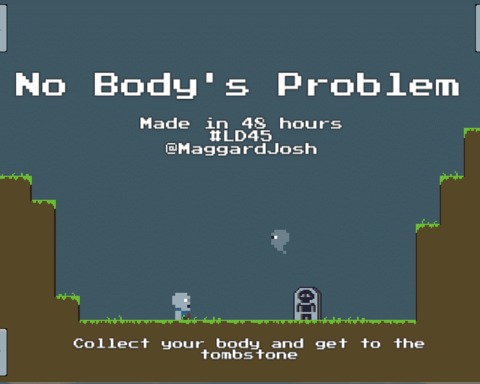 No Body's Problem
Made in 48 hours
#LD45
@MaggardJosh
Collect your body and get to the
tombstone